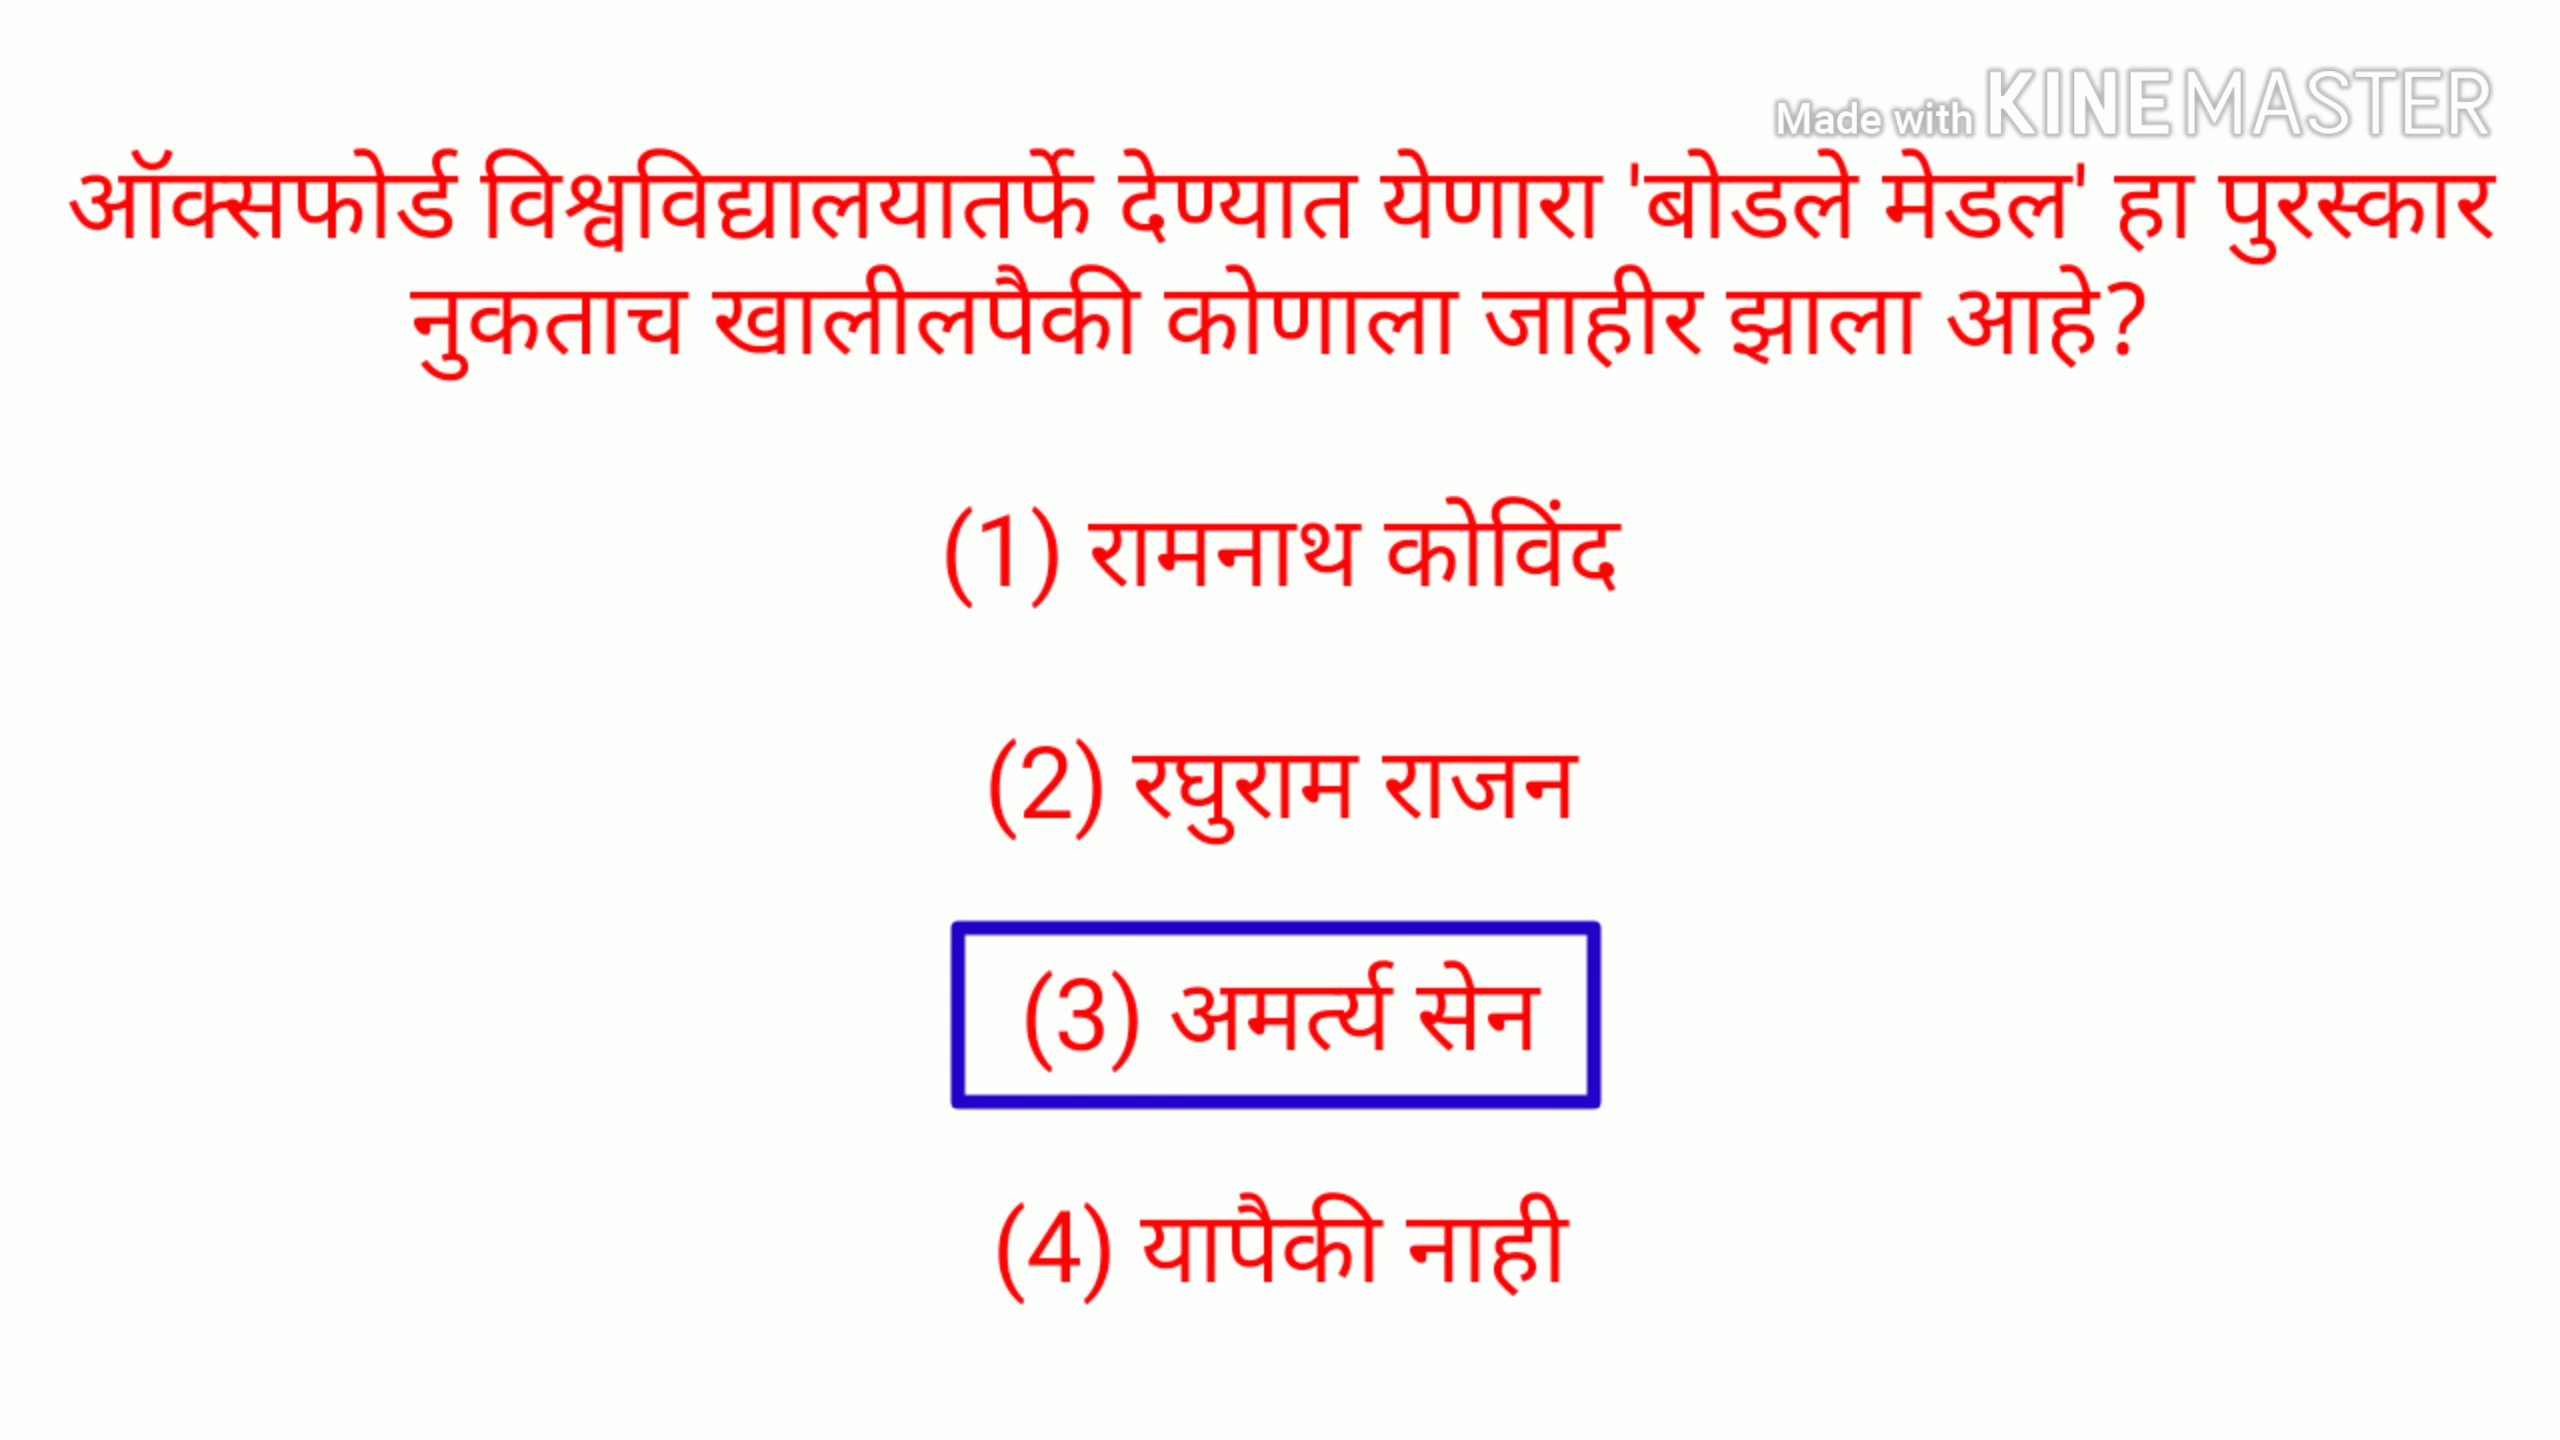 Made with KINEMASTER
ऑक्सफोर्ड विश्वविद्यालयातर्फे देण्यात येणारा 'बोडले मेडल' हा पुरस्कार
नुकताच खालीलपैकी कोणाला जाहीर झाला आहे?
(1) रामनाथ कोविंद
(2) रघुराम राजन
(3) अमर्त्य सेन
(4) यापैकी नाही